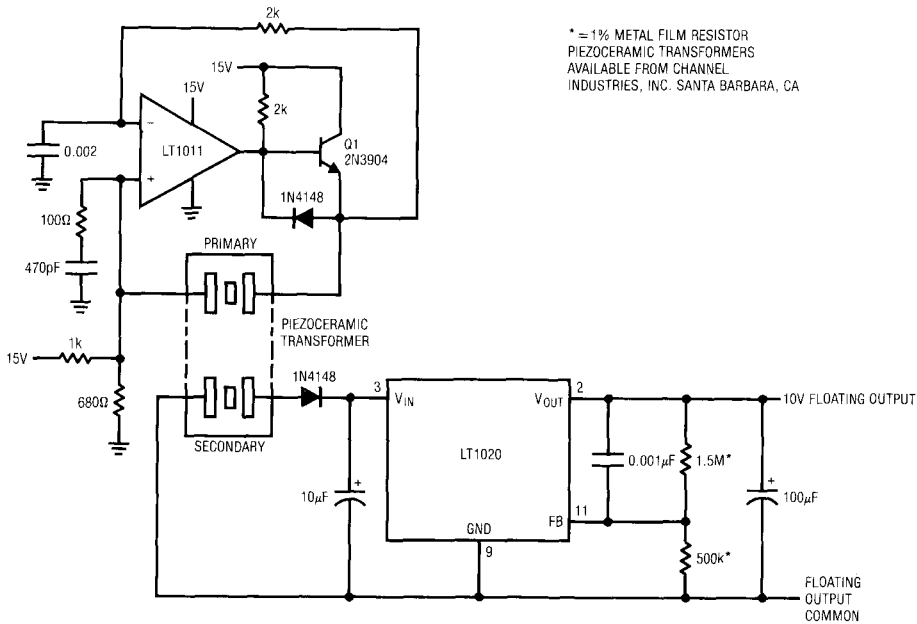 2k
* = 1% METAL FILM RESISTOR
PIEZOCERAMIC TRANSFORMERS
AVAILABLE FROM CHANNEL
INDUSTRIES, INC. SANTA BARBARA, CA
15V
15V
2k
−
LT1011
+
Q1
2N3904
0.002
1N4148
100Ω
470pF
PRIMARY
PIEZOCERAMIC
TRANSFORMER
1k
15V
680Ω
1N4148
SECONDARY
3
VIN
VOUT
2
10V FLOATING OUTPUT
LT1020
0.001μF
1.5M*
+
10μF
+
100μF
FB
11
GND
9
500k*
FLOATING
OUTPUT
COMMON